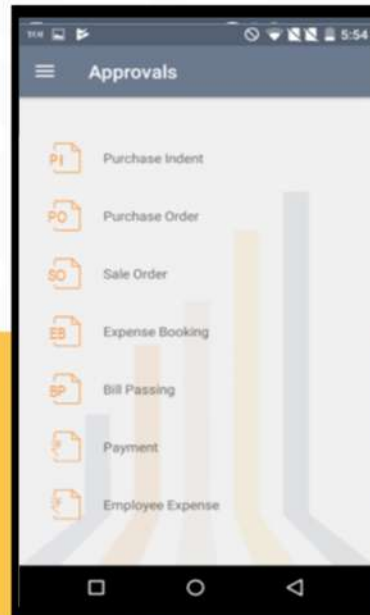 5:54
Approvals
PI Purchase Indent
PO Purchase Order
SO Sale Order
EB Expense Booking
BP Bill Passing
₹ Payment
₹ Employee Expense